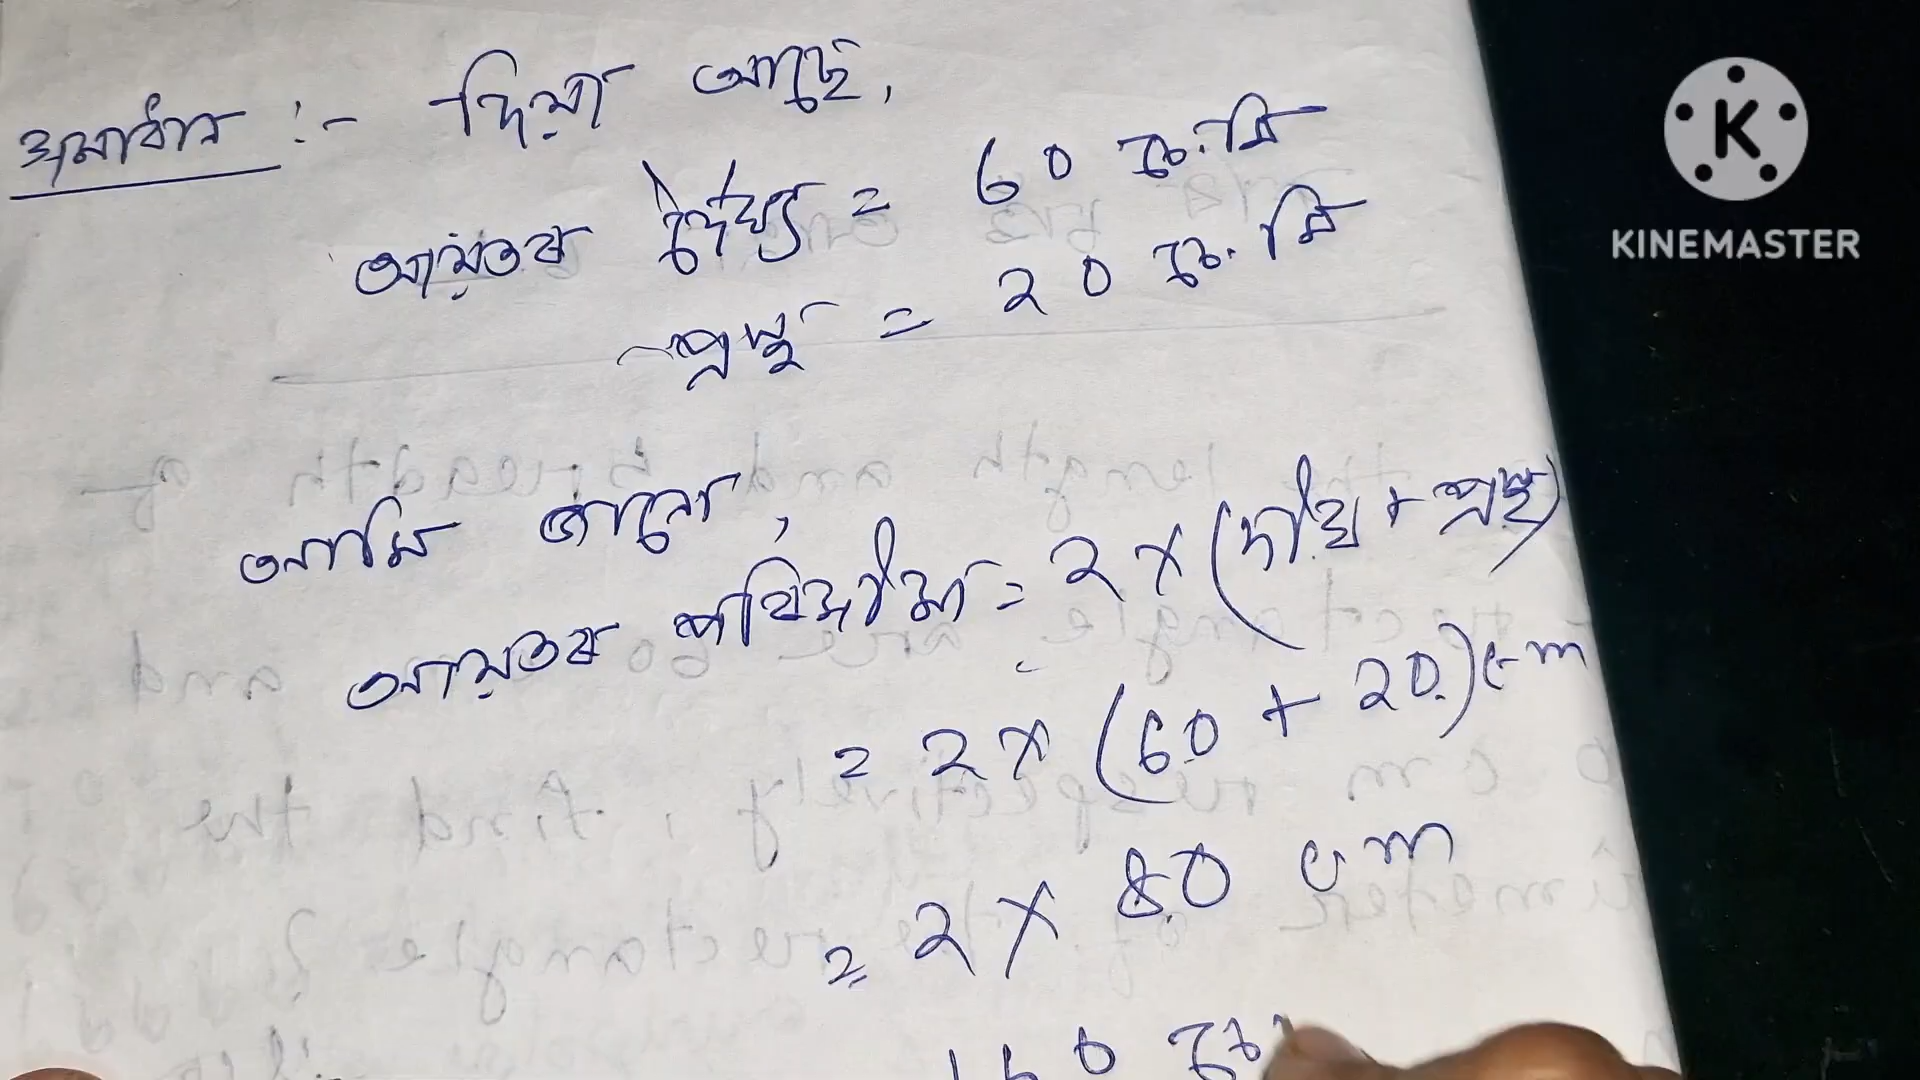 সমাধান :- দিয়া আছে,
আয়তৰ দৈৰ্ঘ্য = 60 চে.মি
প্ৰস্থ = 20 চে.মি
আমি জানো,
আয়তৰ পৰিসীমা = 2 × (দীঘ + প্ৰস্থ)
= 2 × (60 + 20) cm
= 2 × 80 cm
160 চে
K
KINEMASTER